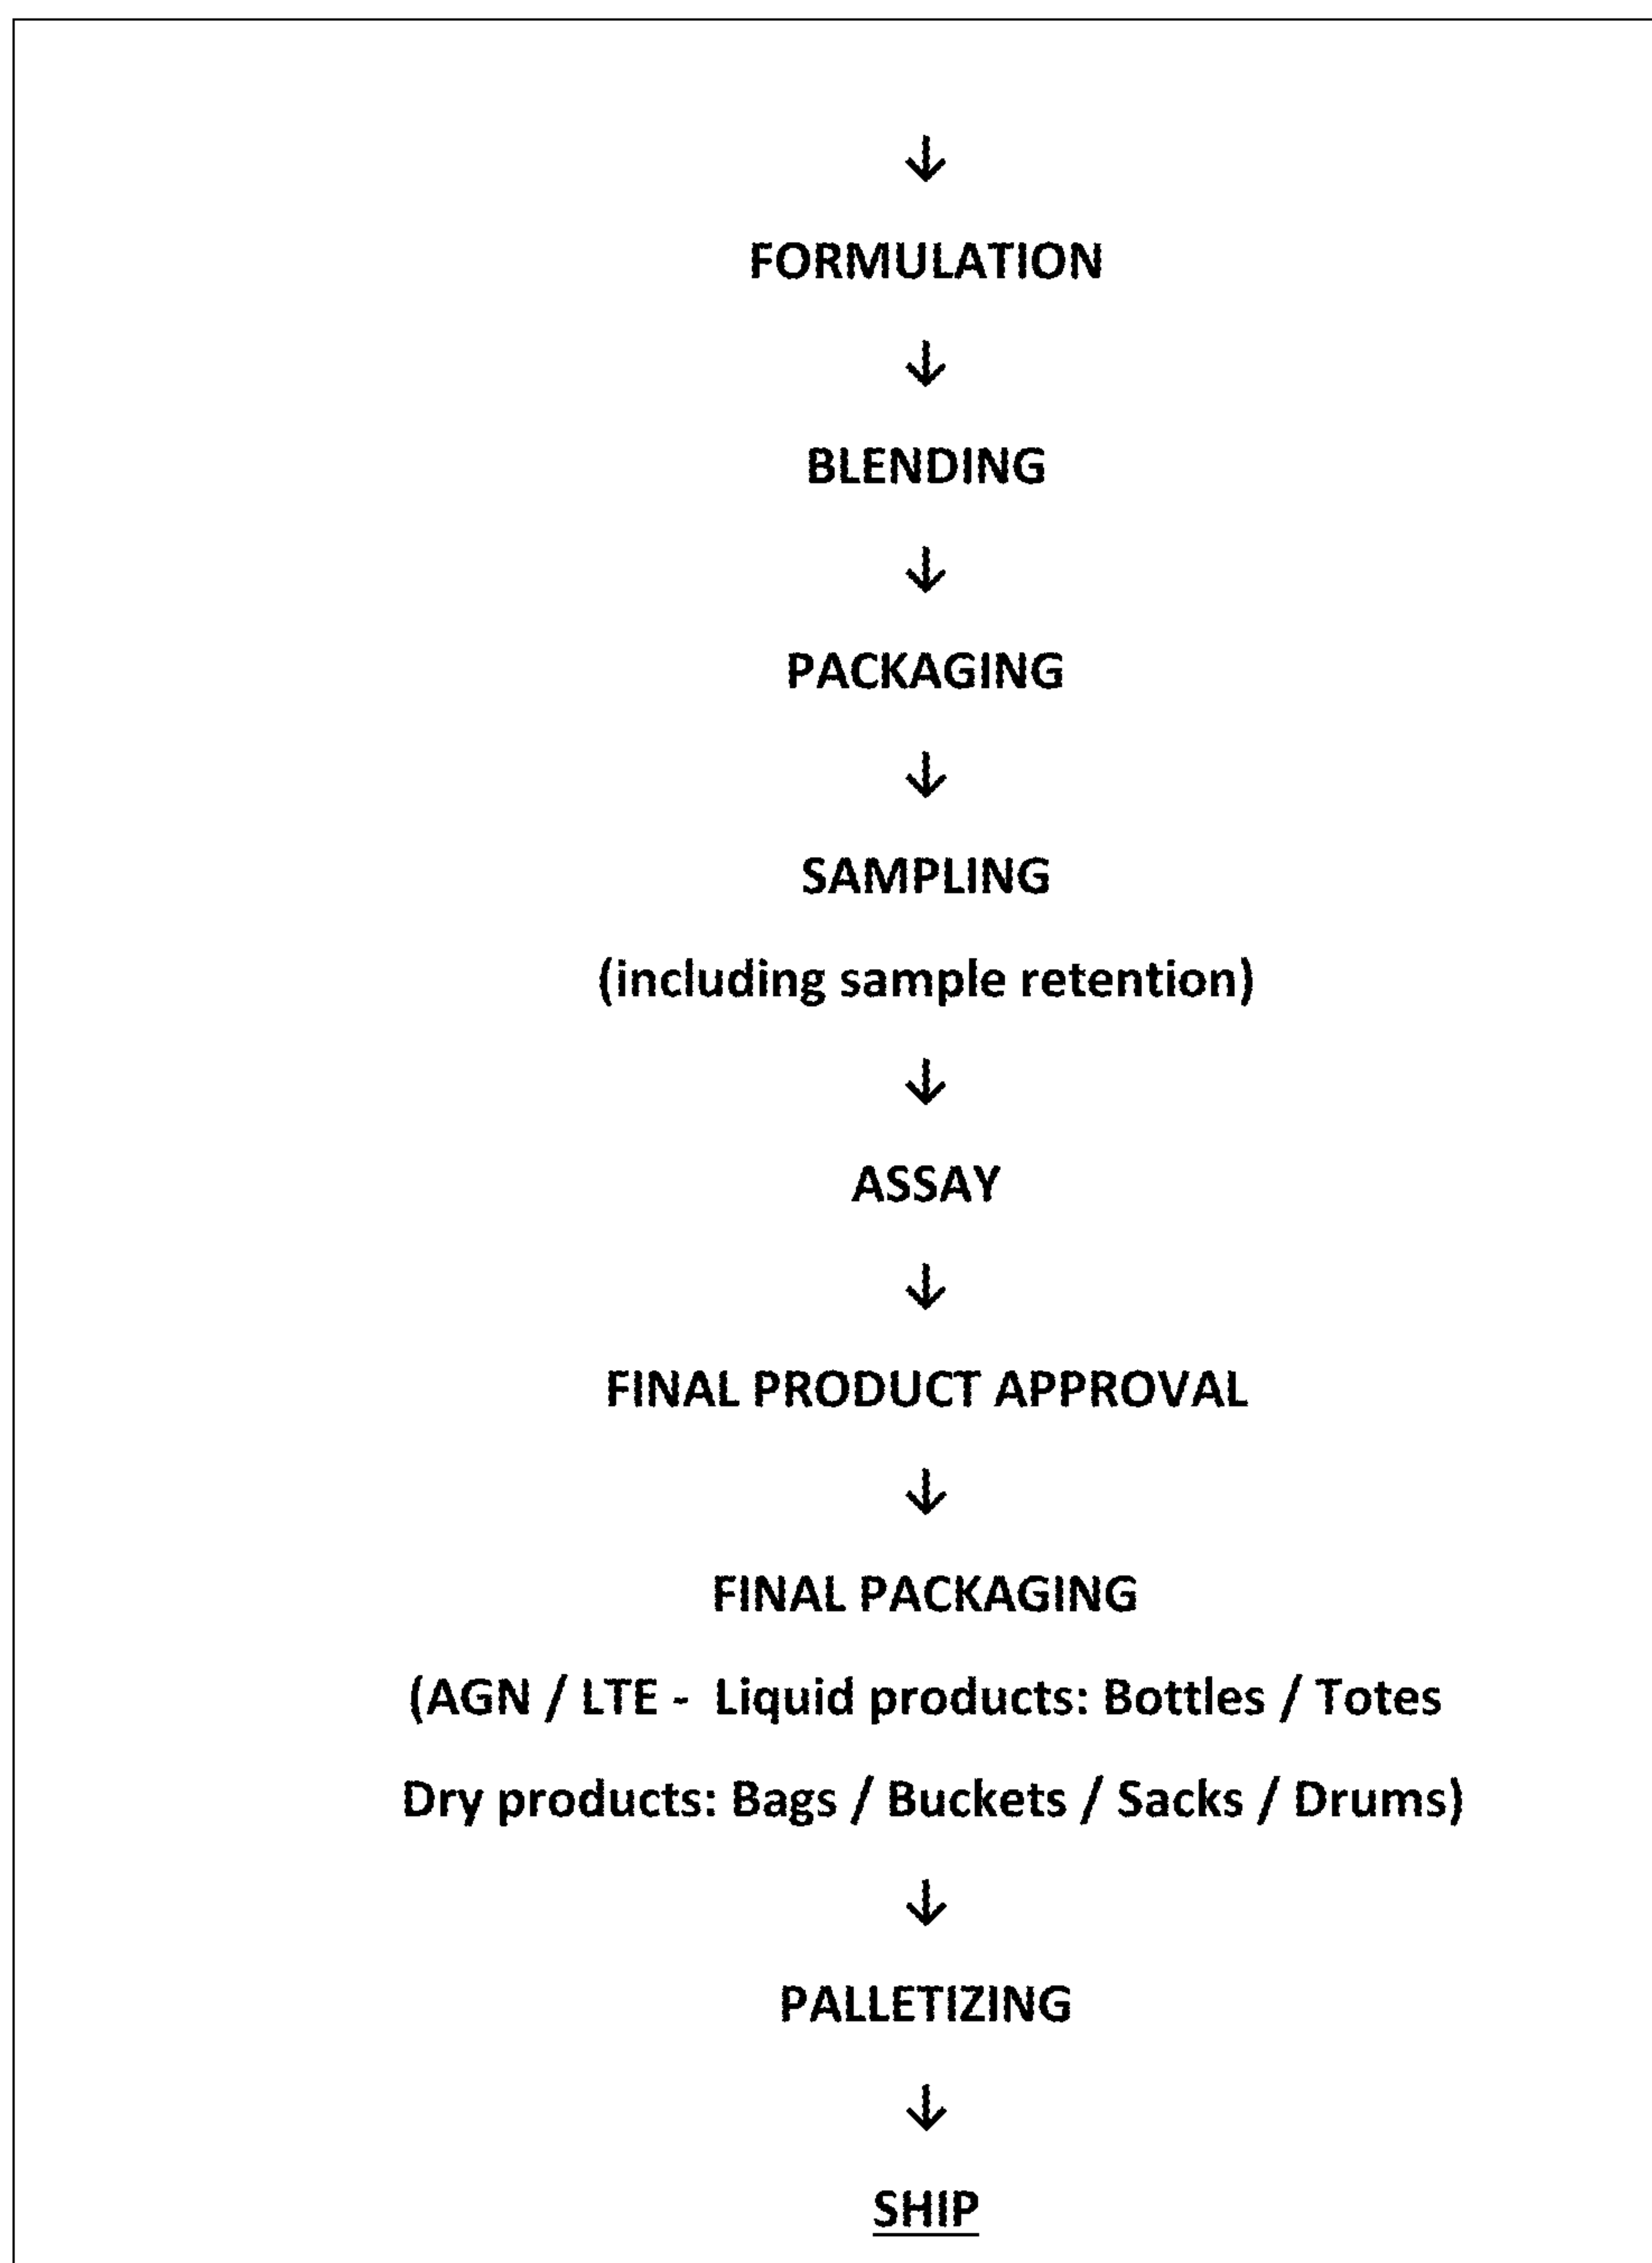 ↓
FORMULATION
↓
BLENDING
↓
PACKAGING
↓
SAMPLING
(including sample retention)
↓
ASSAY
↓
FINAL PRODUCT APPROVAL
↓
FINAL PACKAGING
(AGN / LTE - Liquid products: Bottles / Totes
Dry products: Bags / Buckets / Sacks / Drums)
↓
PALLETIZING
↓
SHIP